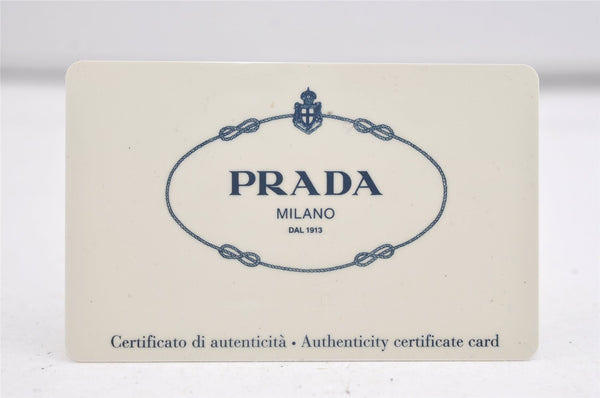 PRADA
MILANO
DAL 1913
Certificato di autenticità • Authenticity certificate card